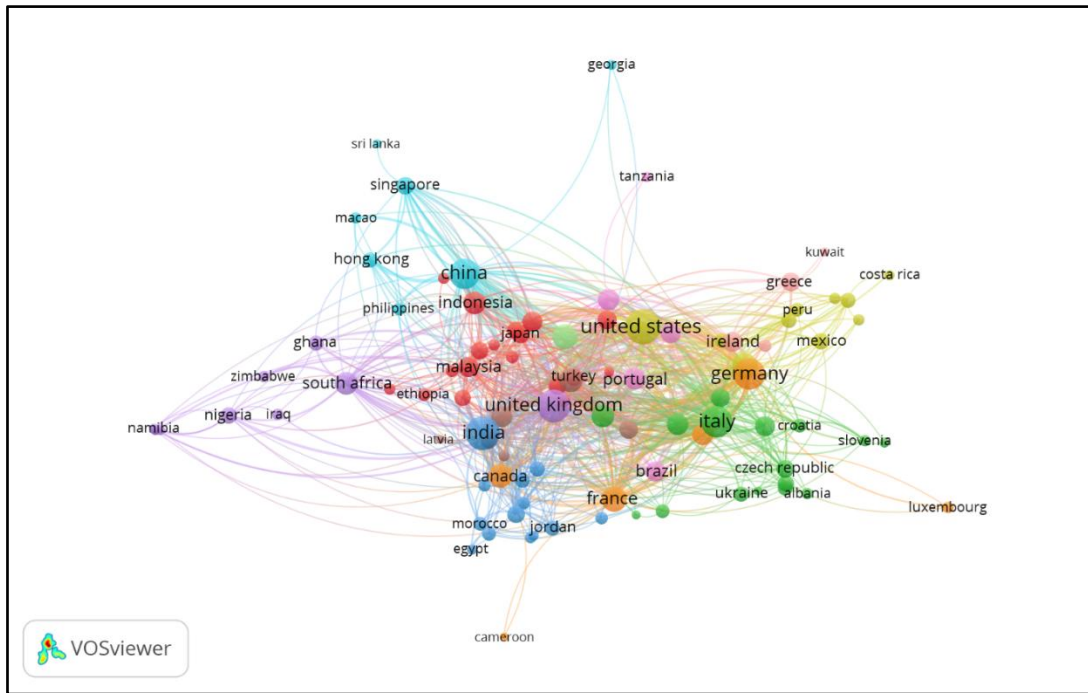 georgia
sri lanka
singapore
tanzania
macao
hong kong
china
kuwait
greece
costa rica
philippines
indonesia
peru
ghana
japan
united states
ireland
mexico
zimbabwe
south africa
malaysia
turkey
portugal
germany
ethiopia
namibia
nigeria
iraq
united kingdom
latvia
india
italy
croatia
slovenia
canada
brazil
czech republic
france
ukraine
albania
luxembourg
morocco
jordan
egypt
cameroon
VOSviewer